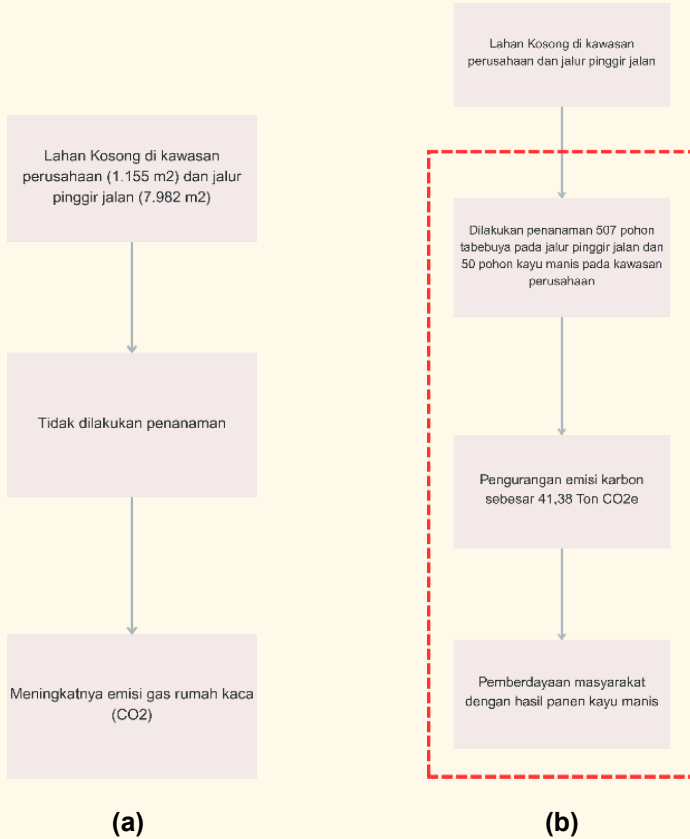 Lahan Kosong di kawasan
perusahaan (1.155 m2) dan jalur
pinggir jalan (7.982 m2)
Tidak dilakukan penanaman
Meningkatnya emisi gas rumah kaca
(CO2)
(a)
Lahan Kosong di kawasan
perusahaan dan jalur pinggir jalan
Dilakukan penanaman 507 pohon
tabebuya pada jalur pinggir jalan dan
50 pohon kayu manis pada kawasan
perusahaan
Pengurangan emisi karbon
sebesar 41,38 Ton CO2e
Pemberdayaan masyarakat
dengan hasil panen kayu manis
(b)